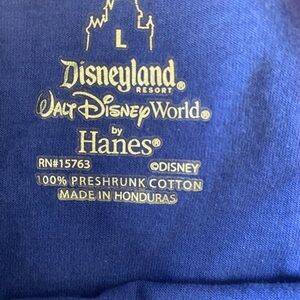 L
Disneyland®
RESORT
Walt Disney World®
by
Hanes®
RN#15763 ©DISNEY
100% PRESHRUNK COTTON
MADE IN HONDURAS